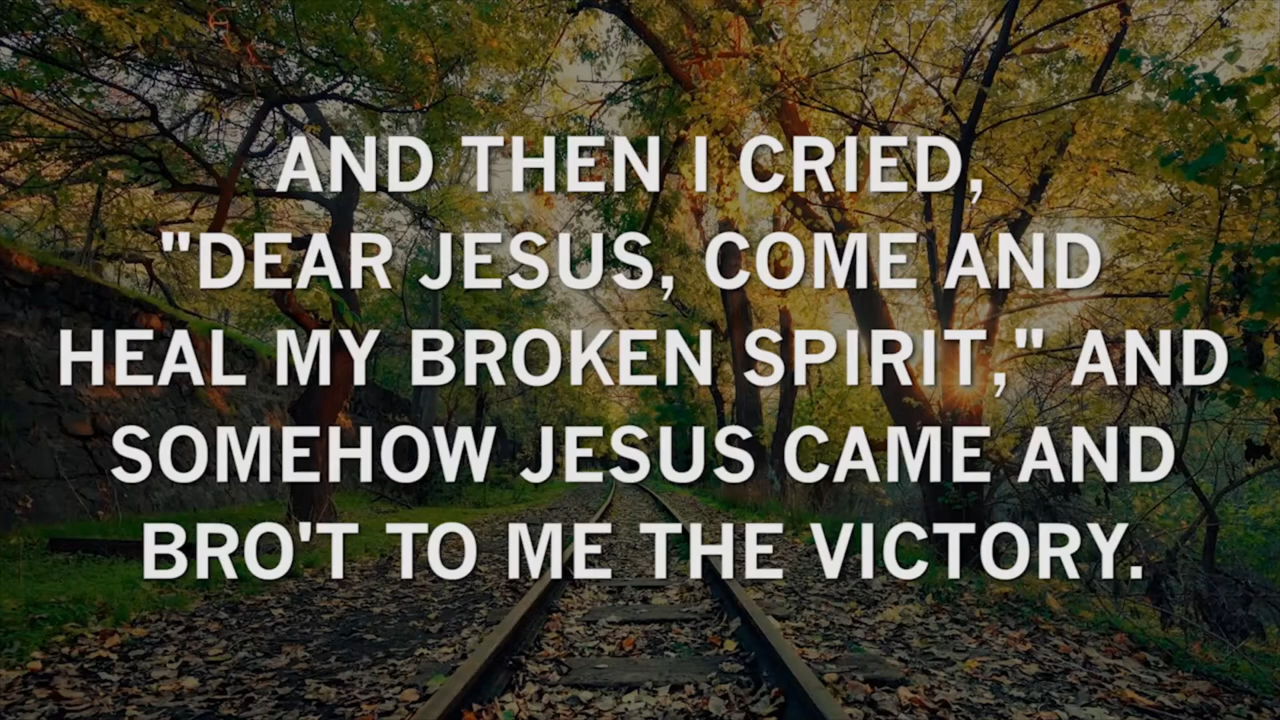 AND THEN I CRIED,
"DEAR JESUS, COME AND
HEAL MY BROKEN SPIRIT," AND
SOMEHOW JESUS CAME AND
BRO'T TO ME THE VICTORY.